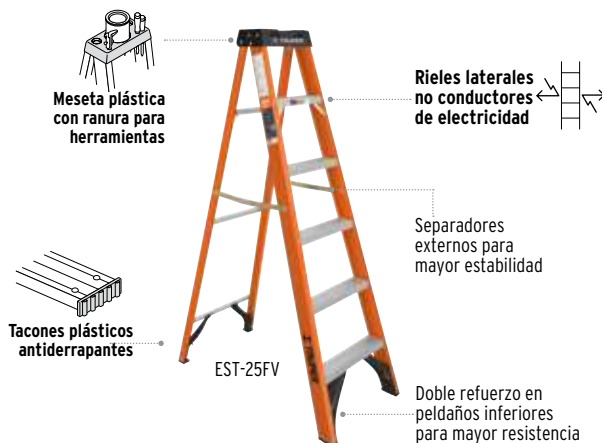 Meseta plástica
con ranura para
herramientas
Rieles laterales
no conductores
de electricidad
Separadores
externos para
mayor estabilidad
Tacones plásticos
antiderrapantes
EST-25FV
Doble refuerzo en
peldaños inferiores
para mayor resistencia